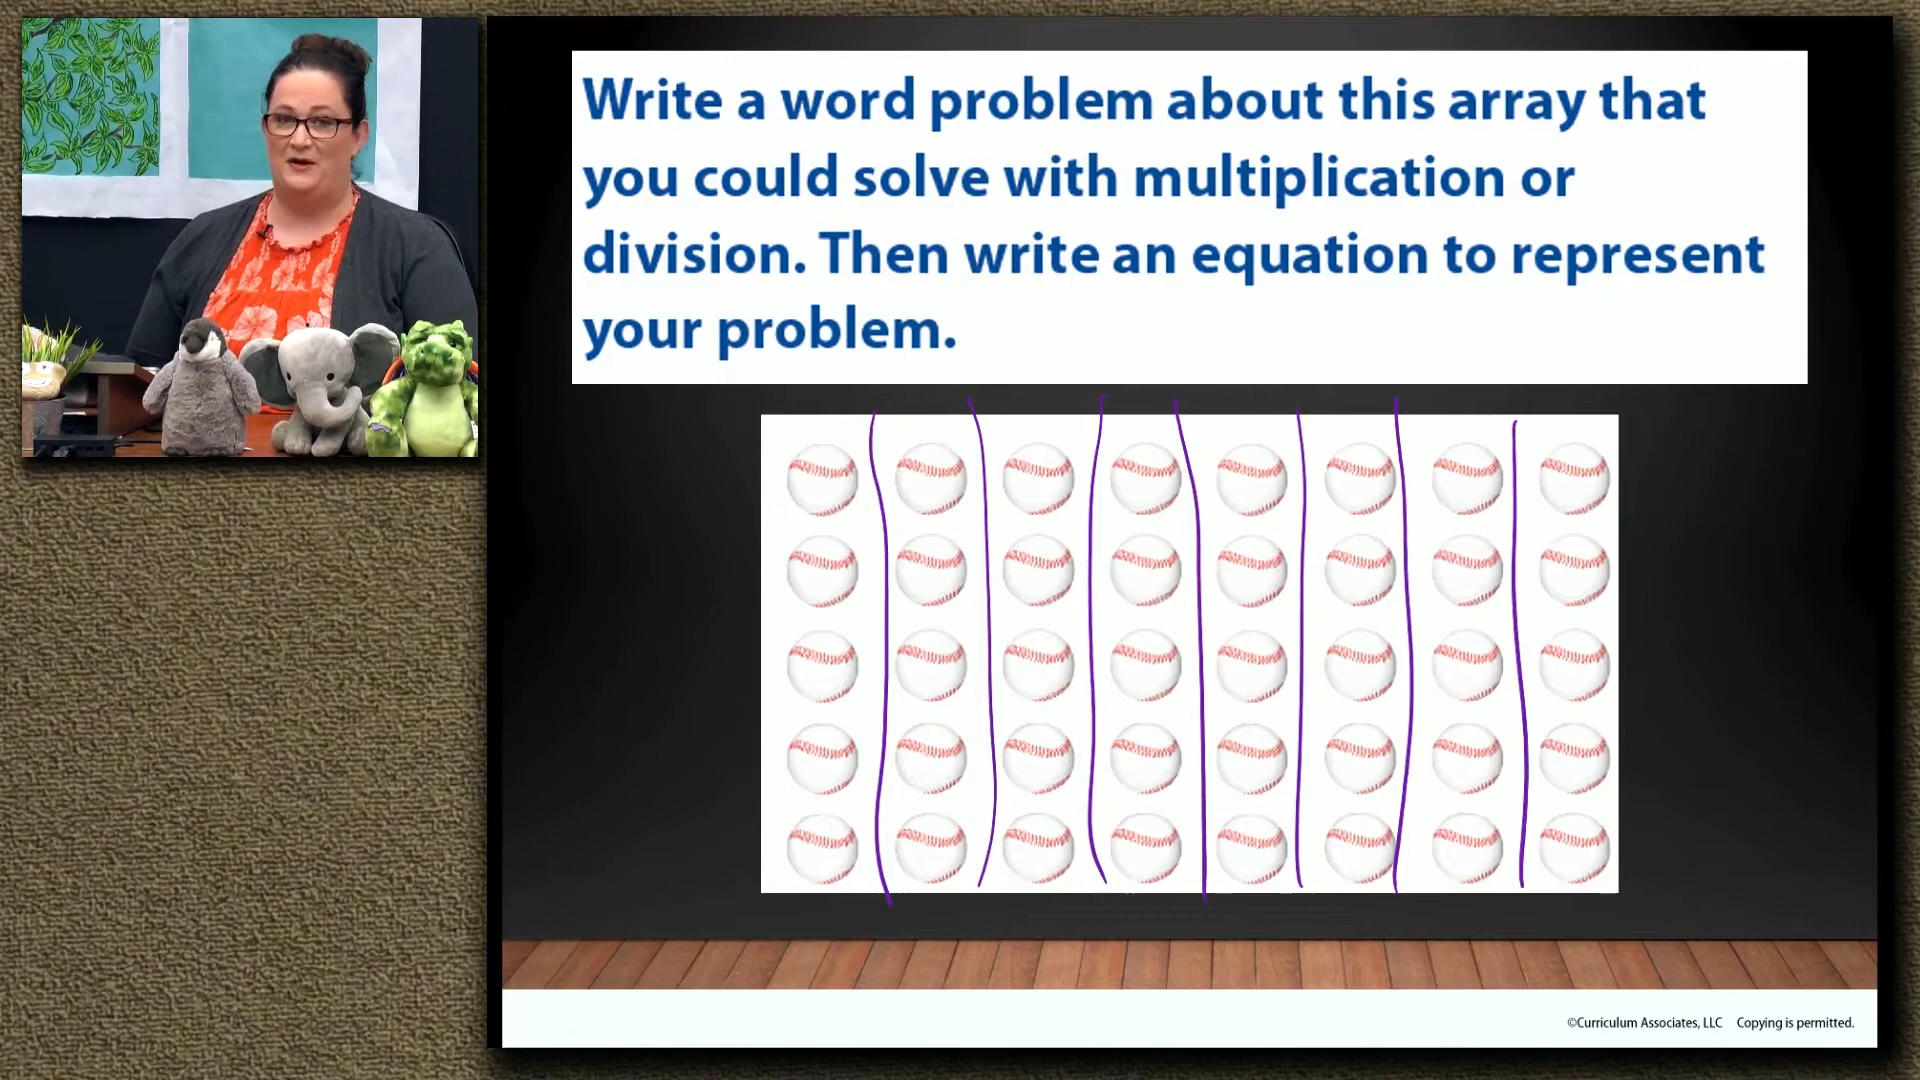 Write a word problem about this array that
you could solve with multiplication or
division. Then write an equation to represent
your problem.
©Curriculum Associates, LLC Copying is permitted.